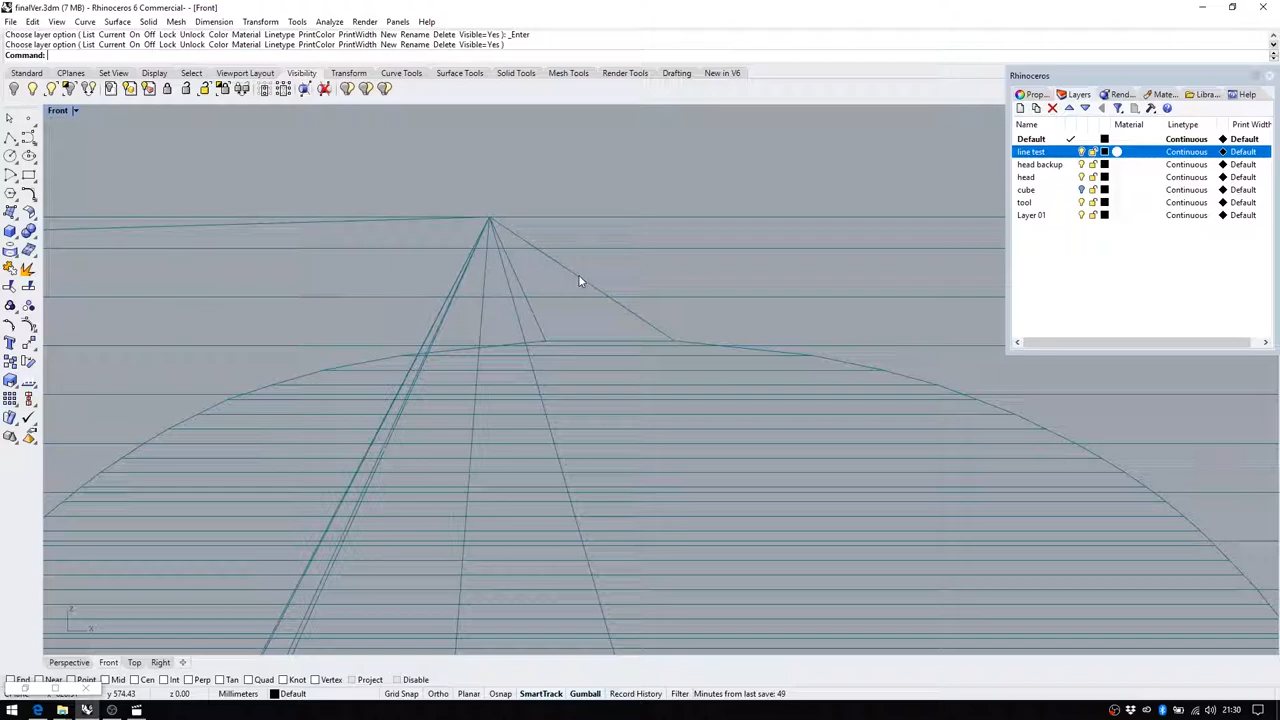 finalVer.3dm (7 MB) - Rhinoceros 6 Commercial- - [Front]
File Edit View Curve Surface Solid Mesh Dimension Transform Tools Analyze Render Panels Help
Choose layer option ( List Current On Off Lock Unlock Color Material Linetype PrintColor PrintWidth New Rename Delete Visible=Yes ): _Enter
Choose layer option ( List Current On Off Lock Unlock Color Material Linetype PrintColor PrintWidth New Rename Delete Visible=Yes )
Command:
Standard CPlanes Set View Display Select Viewport Layout Visibility Transform Curve Tools Surface Tools Solid Tools Mesh Tools Render Tools Drafting New in V6
Rhinoceros
Prop... Layers Rend... Mate... Libra... Help
Front
Name Material Linetype Print Width
Default Continuous Default
line test Continuous Default
head backup Continuous Default
head Continuous Default
cube Continuous Default
tool Continuous Default
Layer 01 Continuous Default
z
x
Perspective Front Top Right
End Near Point Mid Cen Int Perp Tan Quad Knot Vertex Project Disable
y 574.43 z 0.00 Millimeters Default Grid Snap Ortho Planar Osnap SmartTrack Gumball Record History Filter Minutes from last save: 49
21:30